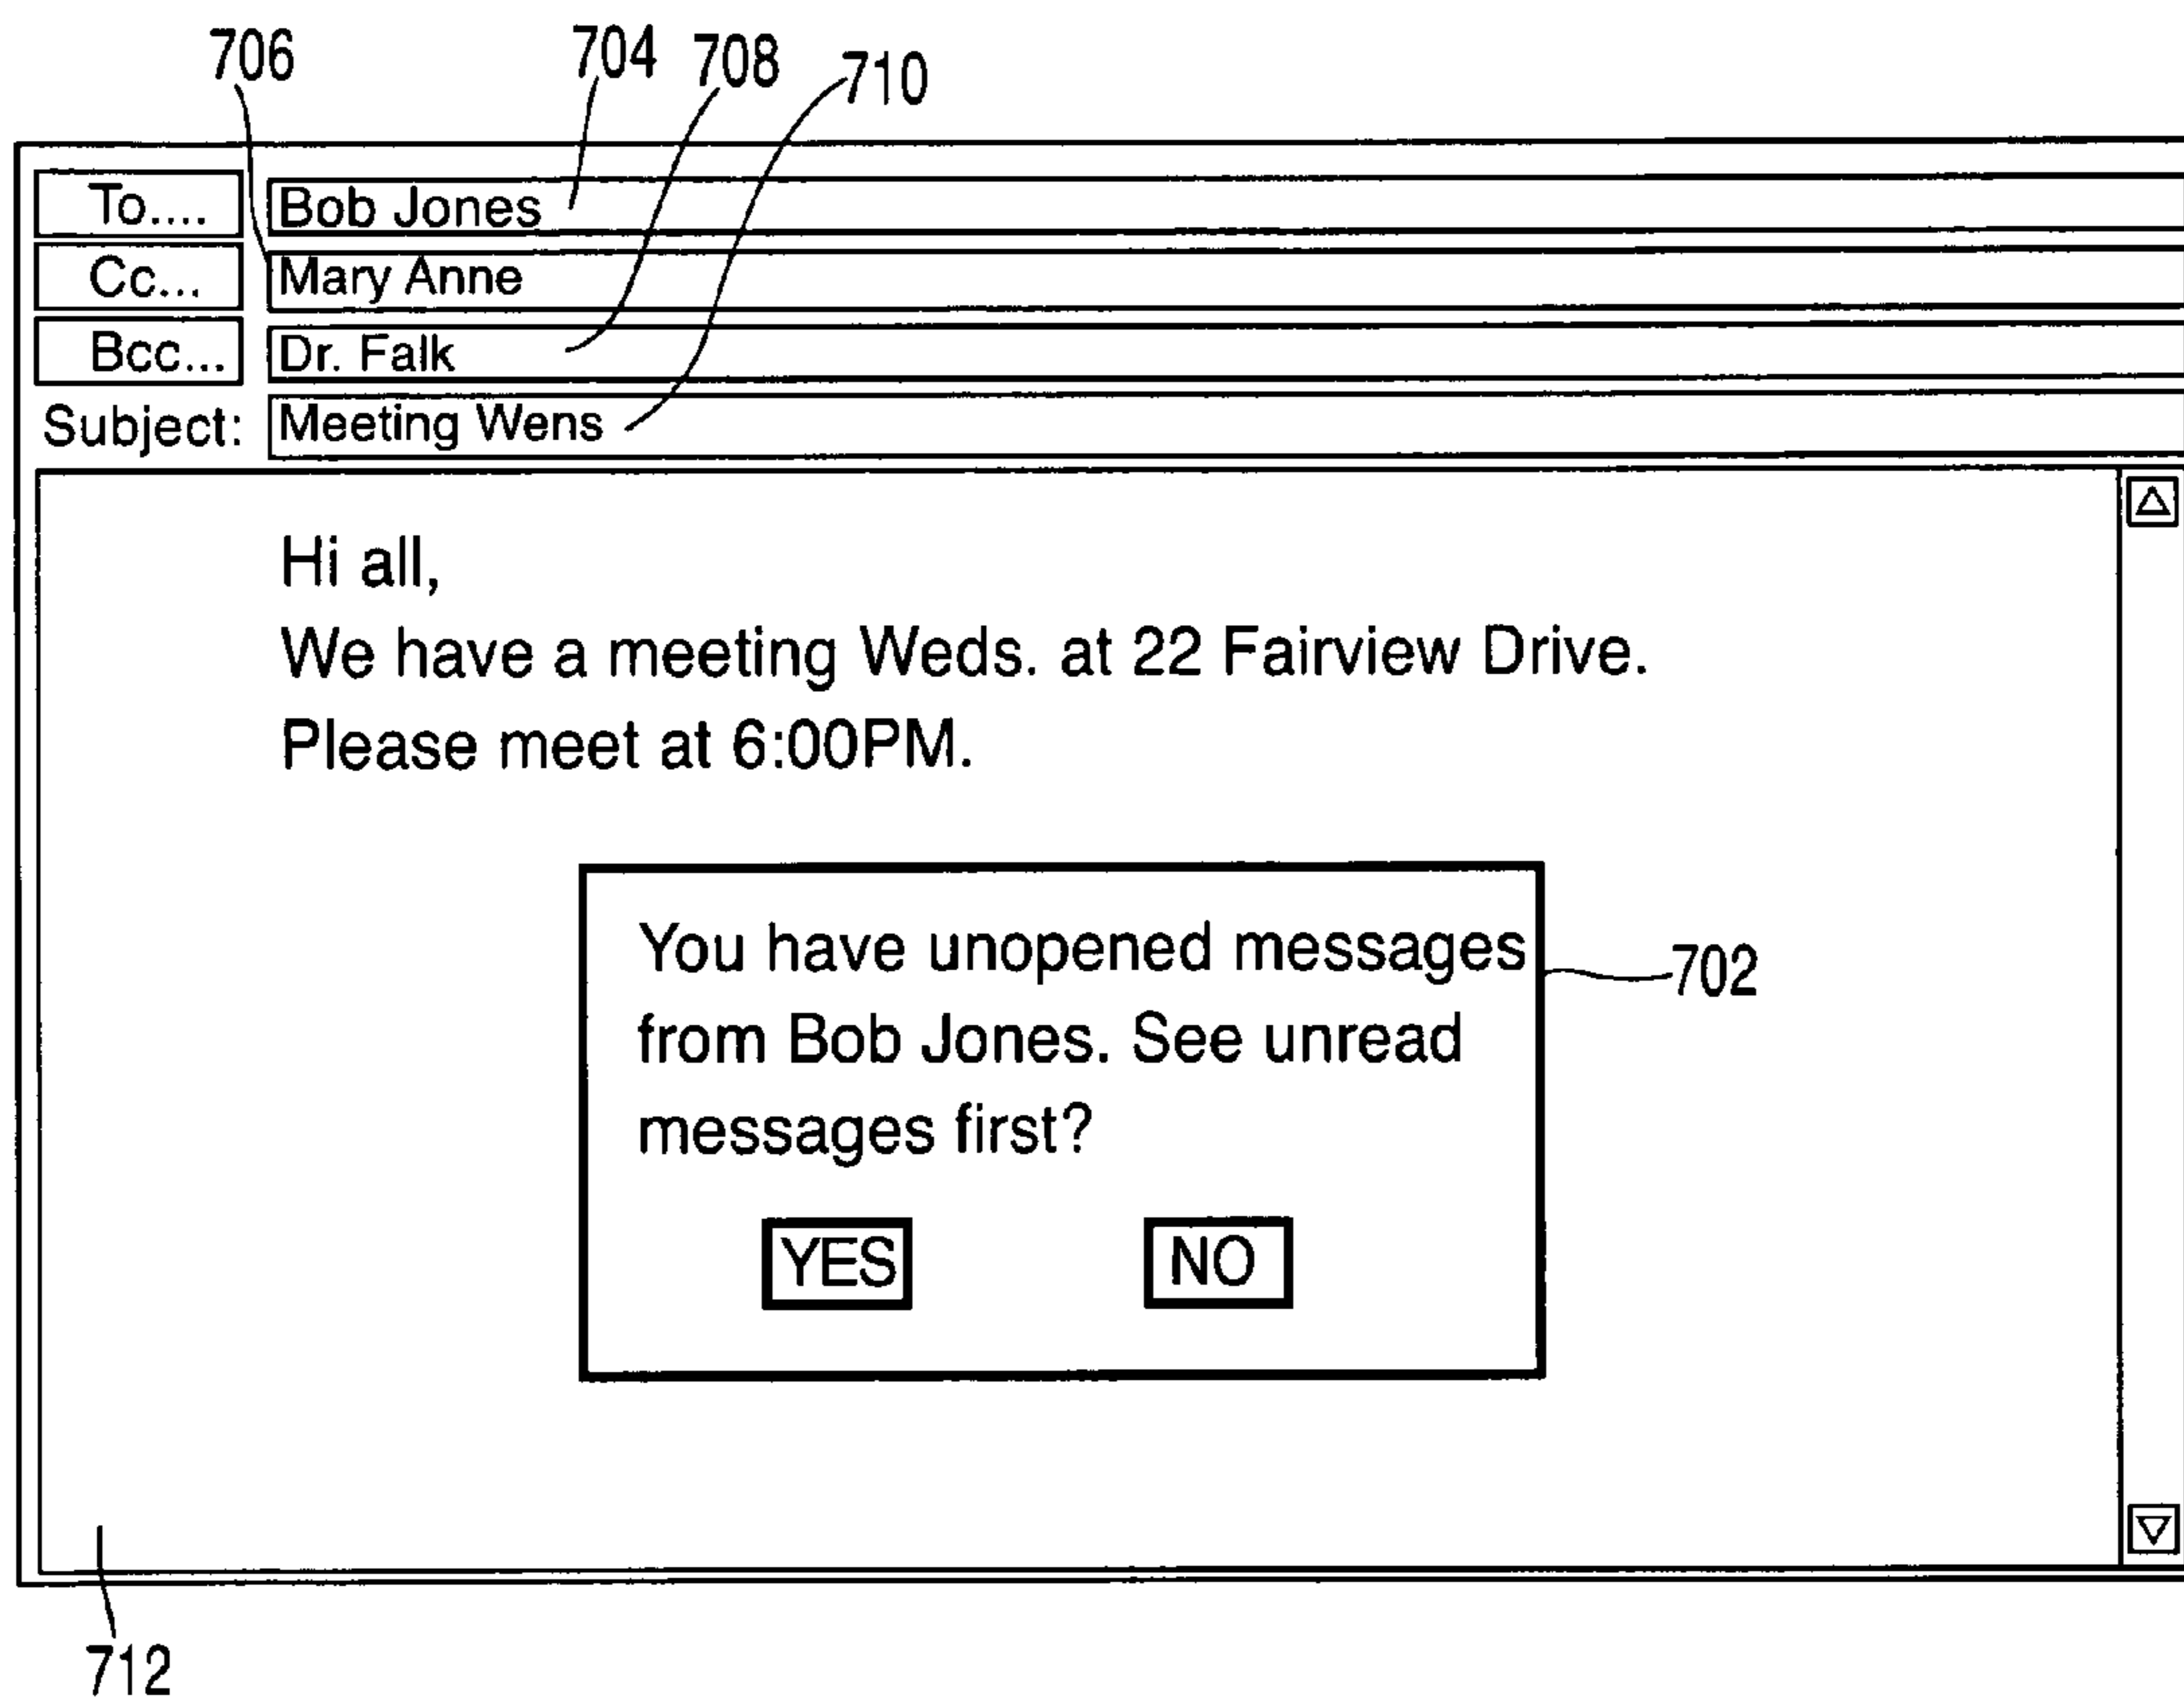 706 704 708 710
To.... Bob Jones
Cc... Mary Anne
Bcc... Dr. Falk
Subject: Meeting Wens
Hi all,
We have a meeting Weds. at 22 Fairview Drive.
Please meet at 6:00PM.
You have unopened messages
702
from Bob Jones. See unread
messages first?
YES NO
712